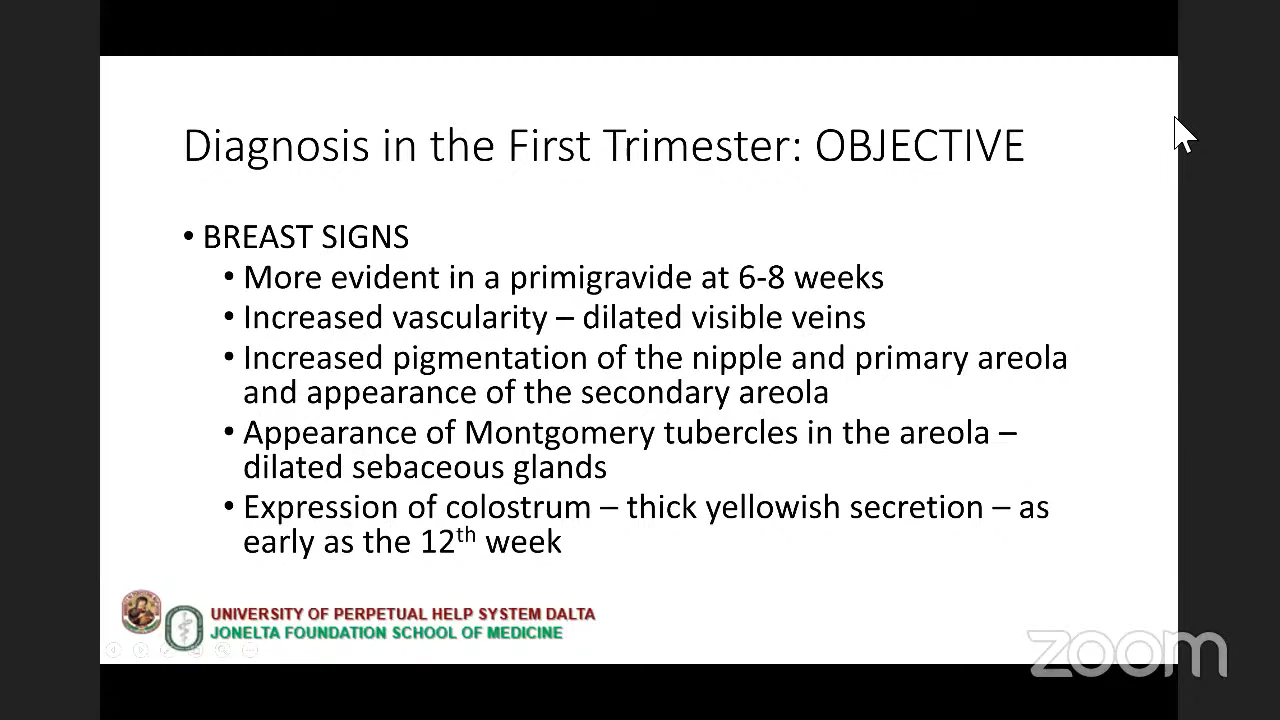 Diagnosis in the First Trimester: OBJECTIVE
• BREAST SIGNS
• More evident in a primigravide at 6-8 weeks
• Increased vascularity – dilated visible veins
• Increased pigmentation of the nipple and primary areola
and appearance of the secondary areola
• Appearance of Montgomery tubercles in the areola –
dilated sebaceous glands
• Expression of colostrum – thick yellowish secretion – as
early as the 12th week
UNIVERSITY OF PERPETUAL HELP SYSTEM DALTA
JONELTA FOUNDATION SCHOOL OF MEDICINE
zoom